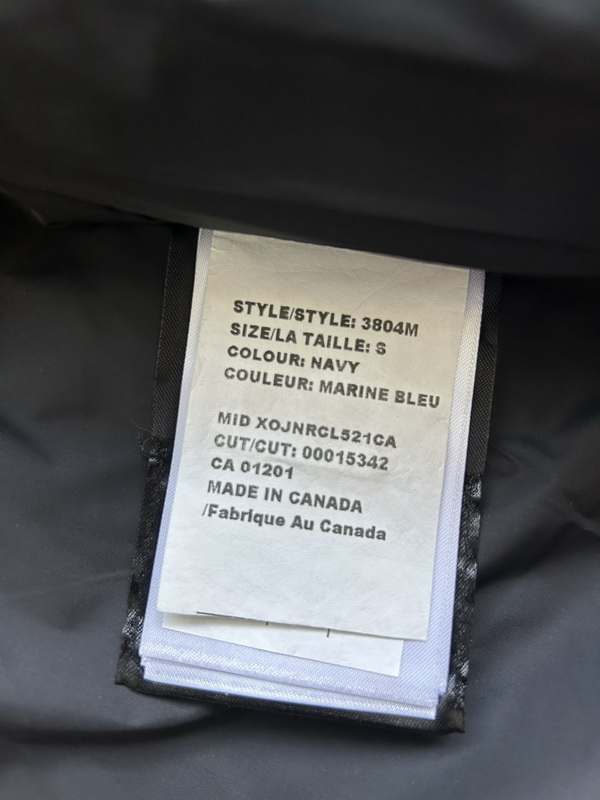 STYLE/STYLE: 3804M
SIZE/LA TAILLE: S
COLOUR: NAVY
COULEUR: MARINE BLEU
MID XOJNRCL521CA
CUT/CUT: 00015342
CA 01201
MADE IN CANADA
/Fabrique Au Canada